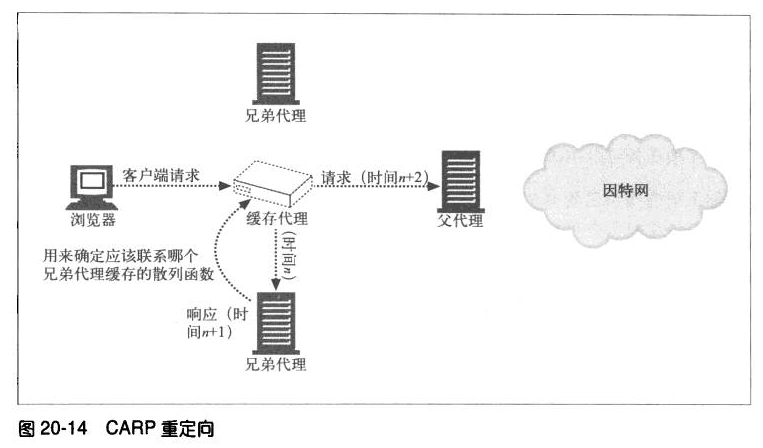 兄弟代理
客户端请求
请求（时间n+2）
因特网
浏览器
缓存代理
父代理
用来确定应该联系哪个
兄弟代理缓存的散列函数
（时间n）
响应（时
间n+1）
兄弟代理
图 20-14 CARP 重定向